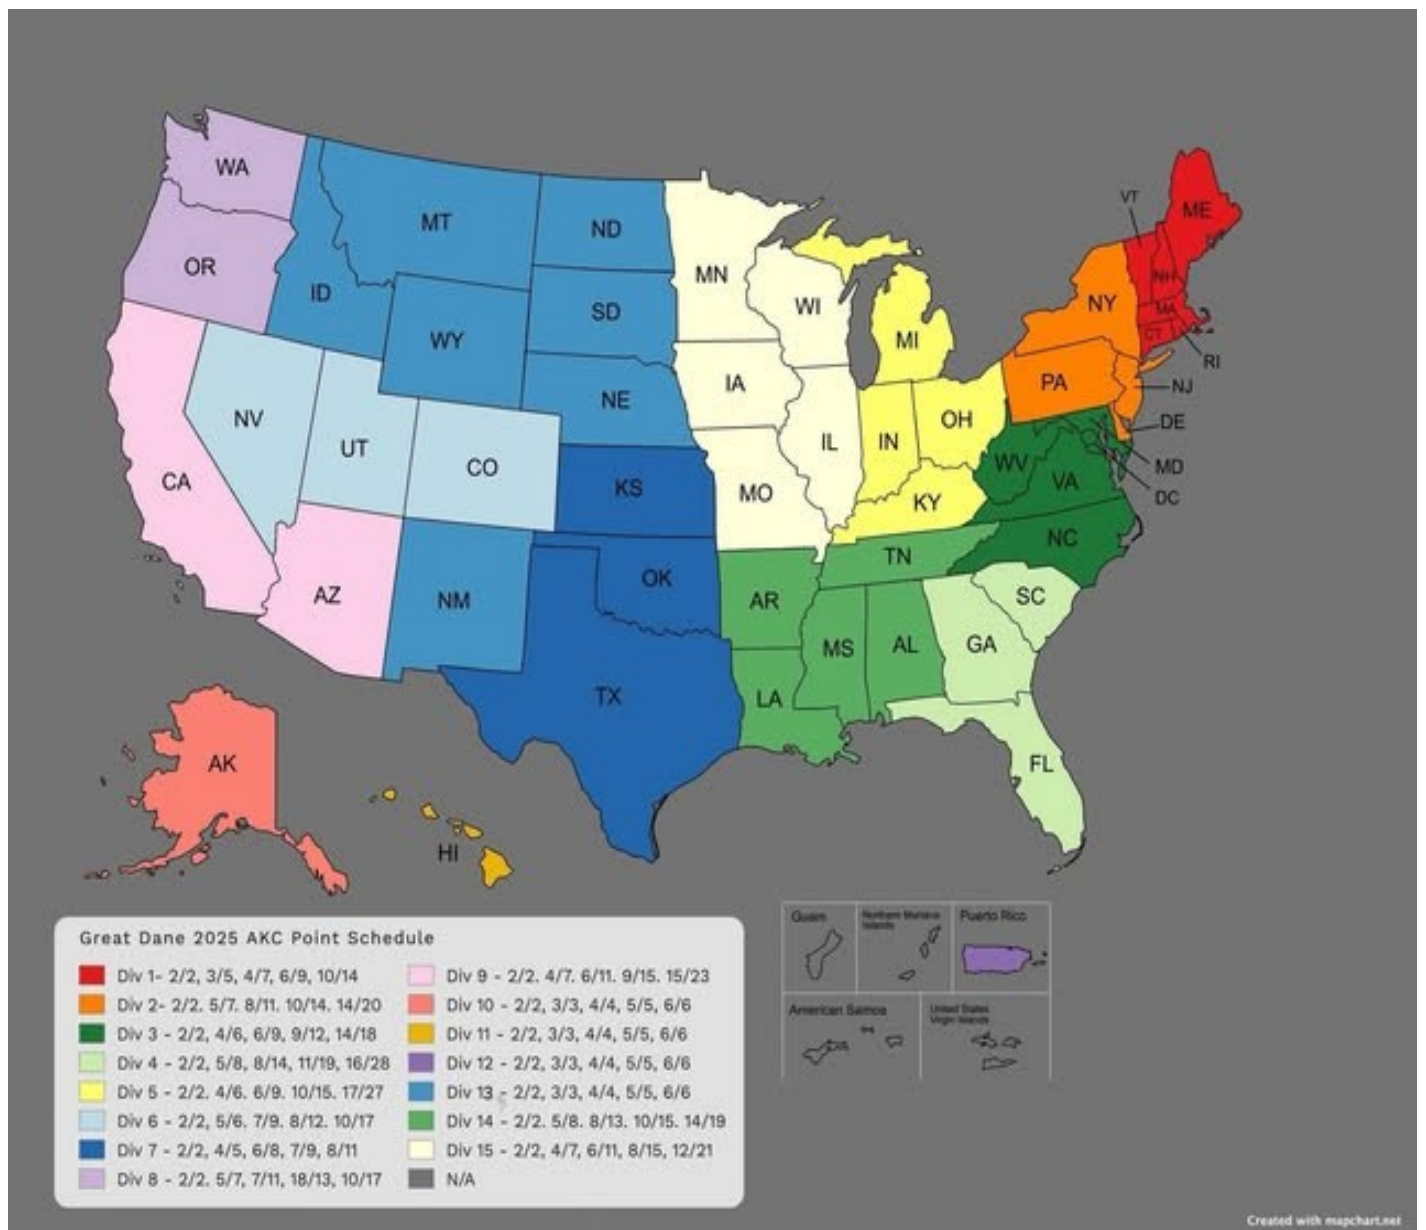 WA
MT
ND
MN
VT
ME
OR
ID
SD
WI
NY
NH
MA
WY
MI
CT
RI
NV
NE
IA
PA
NJ
UT
CO
IL
IN
OH
DE
CA
KS
MO
KY
WV
VA
MD
DC
AZ
NM
OK
AR
TN
NC
SC
TX
LA
MS
AL
GA
AK
FL
HI
Guam
Northern Mariana
Islands
Puerto Rico
American Samoa
United States
Virgin Islands
Great Dane 2025 AKC Point Schedule
Div 1- 2/2, 3/5, 4/7, 6/9, 10/14
Div 2- 2/2. 5/7. 8/11. 10/14. 14/20
Div 3 - 2/2, 4/6, 6/9, 9/12, 14/18
Div 4 - 2/2, 5/8, 8/14, 11/19, 16/28
Div 5 - 2/2. 4/6. 6/9. 10/15. 17/27
Div 6 - 2/2, 5/6. 7/9. 8/12. 10/17
Div 7 - 2/2, 4/5, 6/8, 7/9, 8/11
Div 8 - 2/2. 5/7, 7/11, 18/13, 10/17
Div 9 - 2/2. 4/7. 6/11. 9/15. 15/23
Div 10 - 2/2, 3/3, 4/4, 5/5, 6/6
Div 11 - 2/2, 3/3, 4/4, 5/5, 6/6
Div 12 - 2/2, 3/3, 4/4, 5/5, 6/6
Div 13 - 2/2, 3/3, 4/4, 5/5, 6/6
Div 14 - 2/2. 5/8. 8/13. 10/15. 14/19
Div 15 - 2/2, 4/7, 6/11, 8/15, 12/21
N/A
Created with mapchart.net